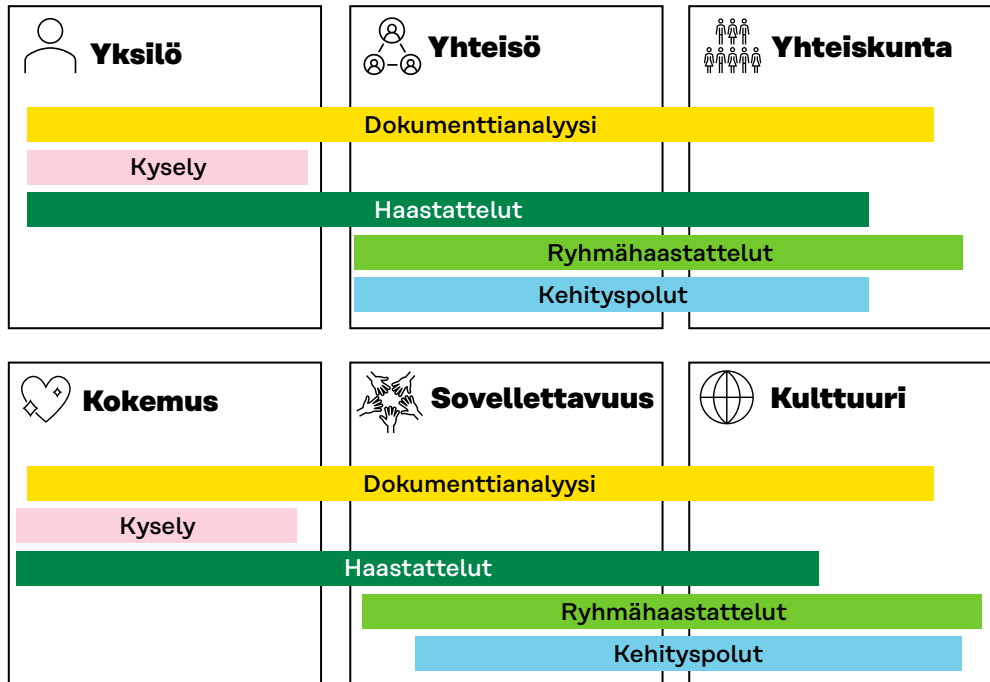 Yksilö
Yhteisö
Yhteiskunta
Dokumenttianalyysi
Kysely
Haastattelut
Ryhmähaastattelut
Kehityspolut
Kokemus
Sovellettavuus
Kulttuuri
Dokumenttianalyysi
Kysely
Haastattelut
Ryhmähaastattelut
Kehityspolut